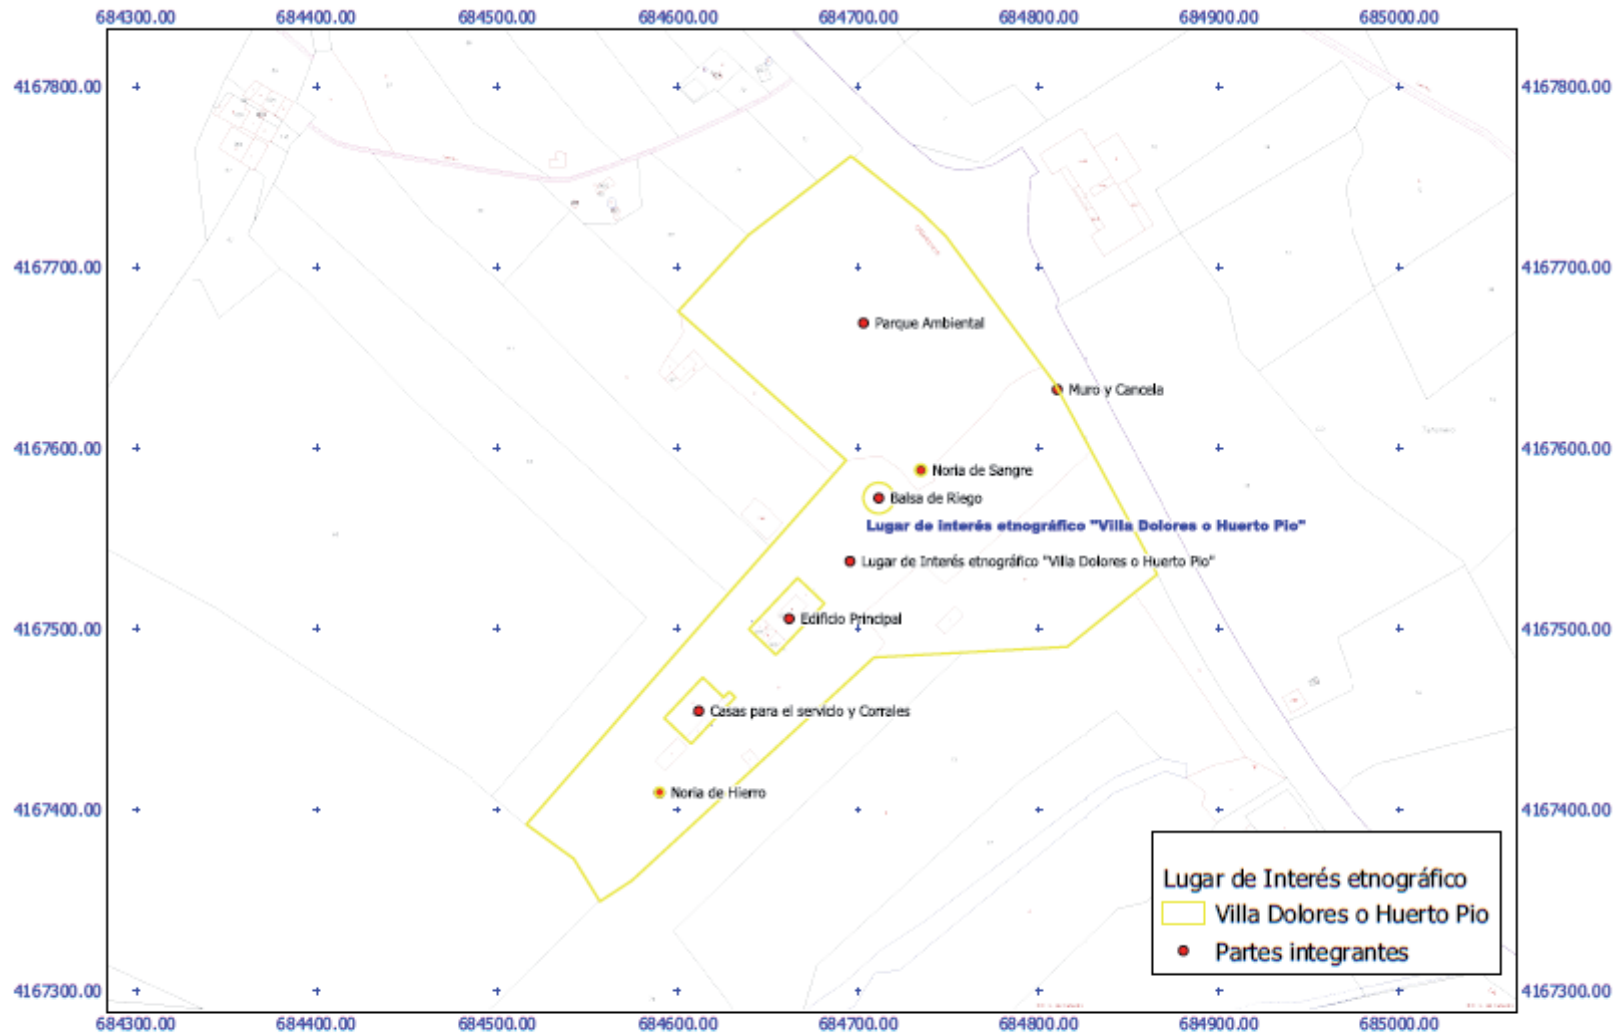 684300.00 684400.00 684500.00 684600.00 684700.00 684800.00 684900.00 685000.00
4167800.00 4167800.00
4167700.00 4167700.00
Parque Ambiental
Muro y Cancela
4167600.00 4167600.00
Noria de Sangre
Balsa de Riego
Lugar de interés etnográfico "Villa Dolores o Huerto Pio"
Lugar de Interés etnográfico "Villa Dolores o Huerto Pio"
Edificio Principal
4167500.00 4167500.00
Casas para el servicio y Corrales
Noria de Hierro
4167400.00 4167400.00
Lugar de Interés etnográfico
Villa Dolores o Huerto Pio
Partes integrantes
4167300.00 4167300.00
684300.00 684400.00 684500.00 684600.00 684700.00 684800.00 684900.00 685000.00